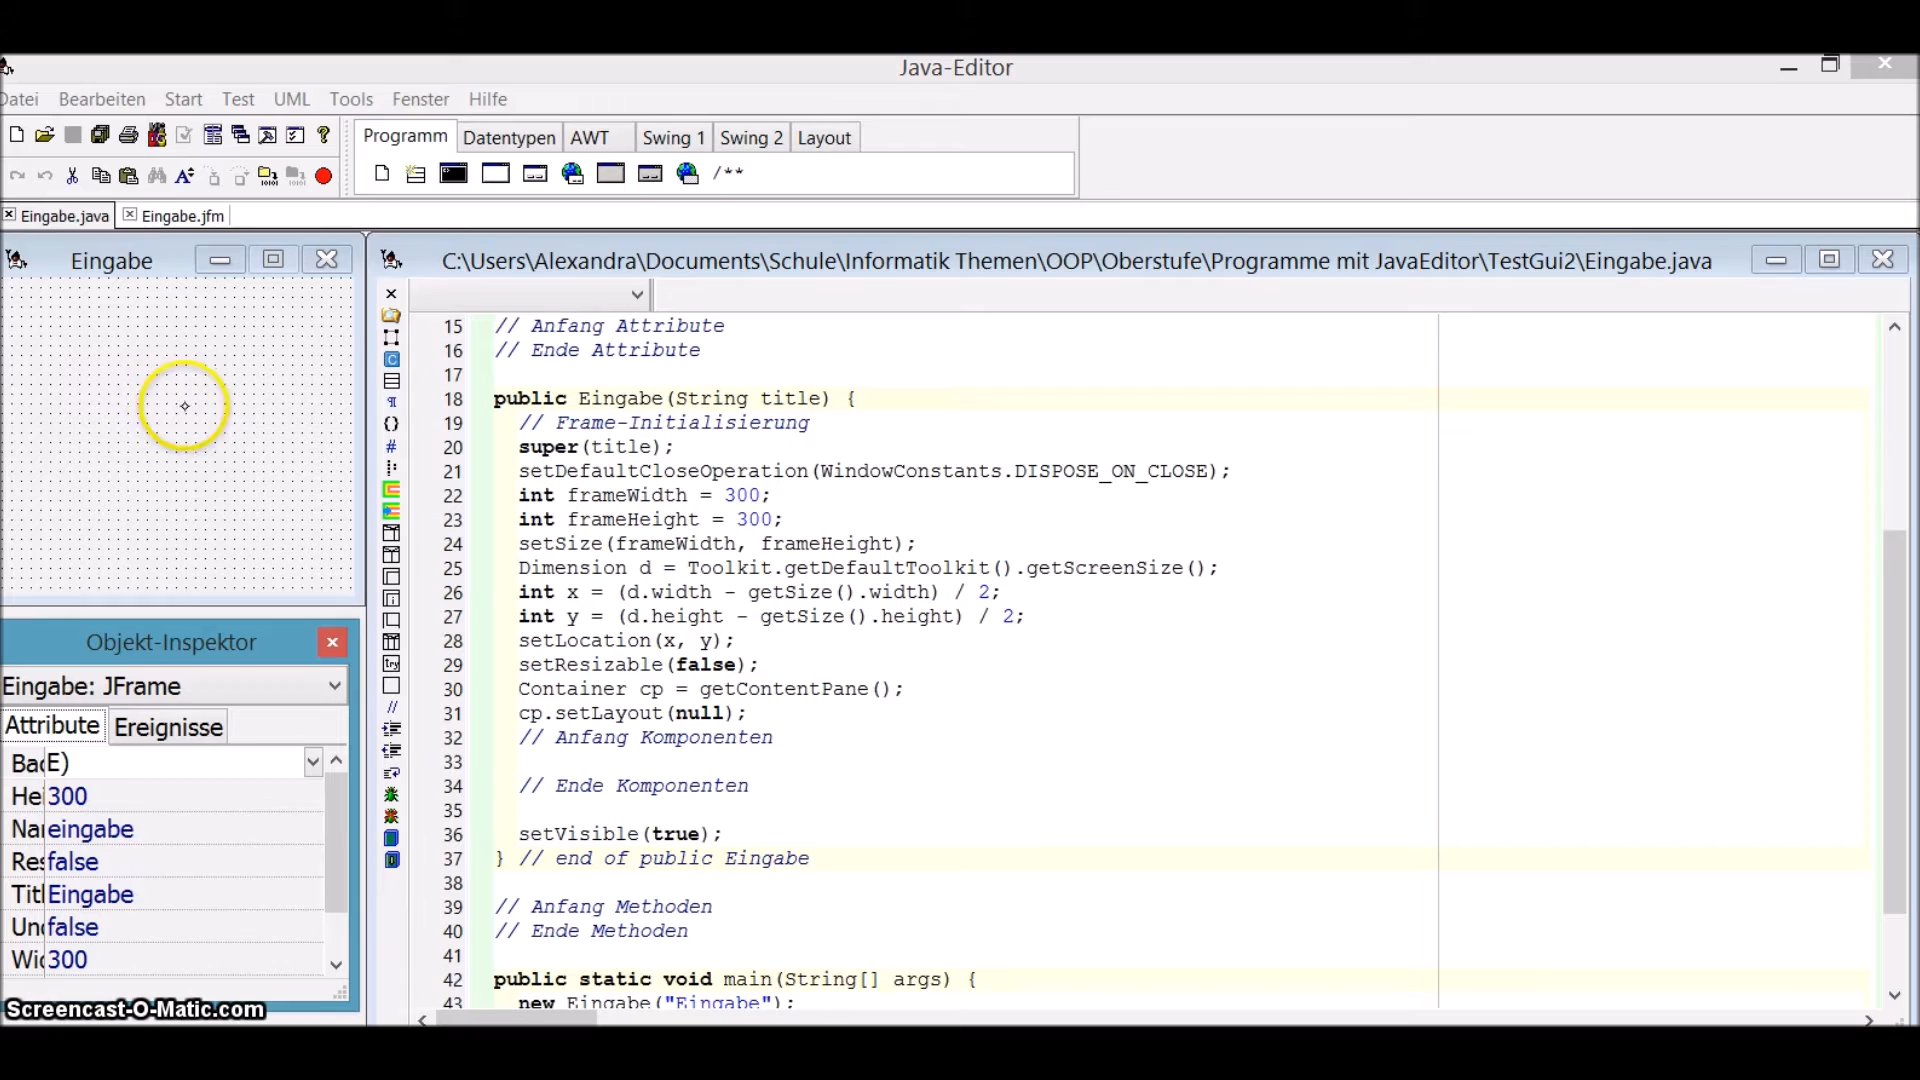 Java-Editor
Datei Bearbeiten Start Test UML Tools Fenster Hilfe
Programm Datentypen AWT Swing 1 Swing 2 Layout
/**
Eingabe.java Eingabe.jfm
Eingabe
C:\Users\Alexandra\Documents\Schule\Informatik Themen\OOP\Oberstufe\Programme mit JavaEditor\TestGui2\Eingabe.java
15 // Anfang Attribute
16 // Ende Attribute
17
18 public Eingabe(String title) {
19 // Frame-Initialisierung
20 super(title);
21 setDefaultCloseOperation(WindowConstants.DISPOSE_ON_CLOSE);
22 int frameWidth = 300;
23 int frameHeight = 300;
24 setSize(frameWidth, frameHeight);
25 Dimension d = Toolkit.getDefaultToolkit().getScreenSize();
26 int x = (d.width - getSize().width) / 2;
27 int y = (d.height - getSize().height) / 2;
28 setLocation(x, y);
29 setResizable(false);
30 Container cp = getContentPane();
31 cp.setLayout(null);
32 // Anfang Komponenten
33
34 // Ende Komponenten
35
36 setVisible(true);
37 } // end of public Eingabe
38
39 // Anfang Methoden
40 // Ende Methoden
41
42 public static void main(String[] args) {
43 new Eingabe("Eingabe");
Objekt-Inspektor
Eingabe: JFrame
Attribute Ereignisse
Bac E)
Hei 300
Nar eingabe
Res false
Titl Eingabe
Und false
Wid 300
Screencast-O-Matic.com